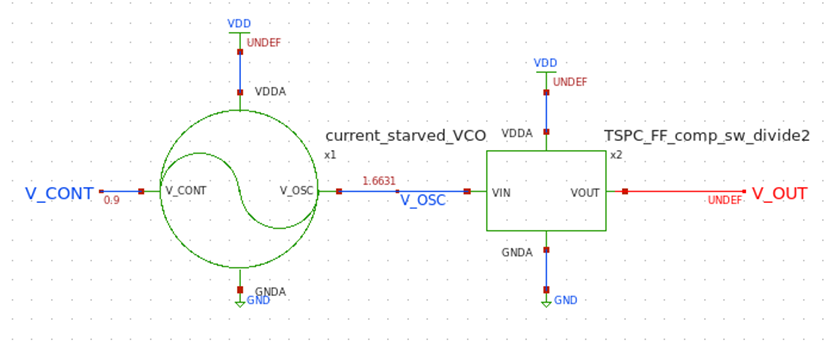 VDD
UNDEF
VDDA
current_starved_VCO
x1
V_CONT
0.9
V_CONT
V_OSC
1.6631
V_OSC
GNDA
GND
VDD
UNDEF
VDDA
TSPC_FF_comp_sw_divide2
x2
VIN
VOUT
UNDEF
V_OUT
GNDA
GND